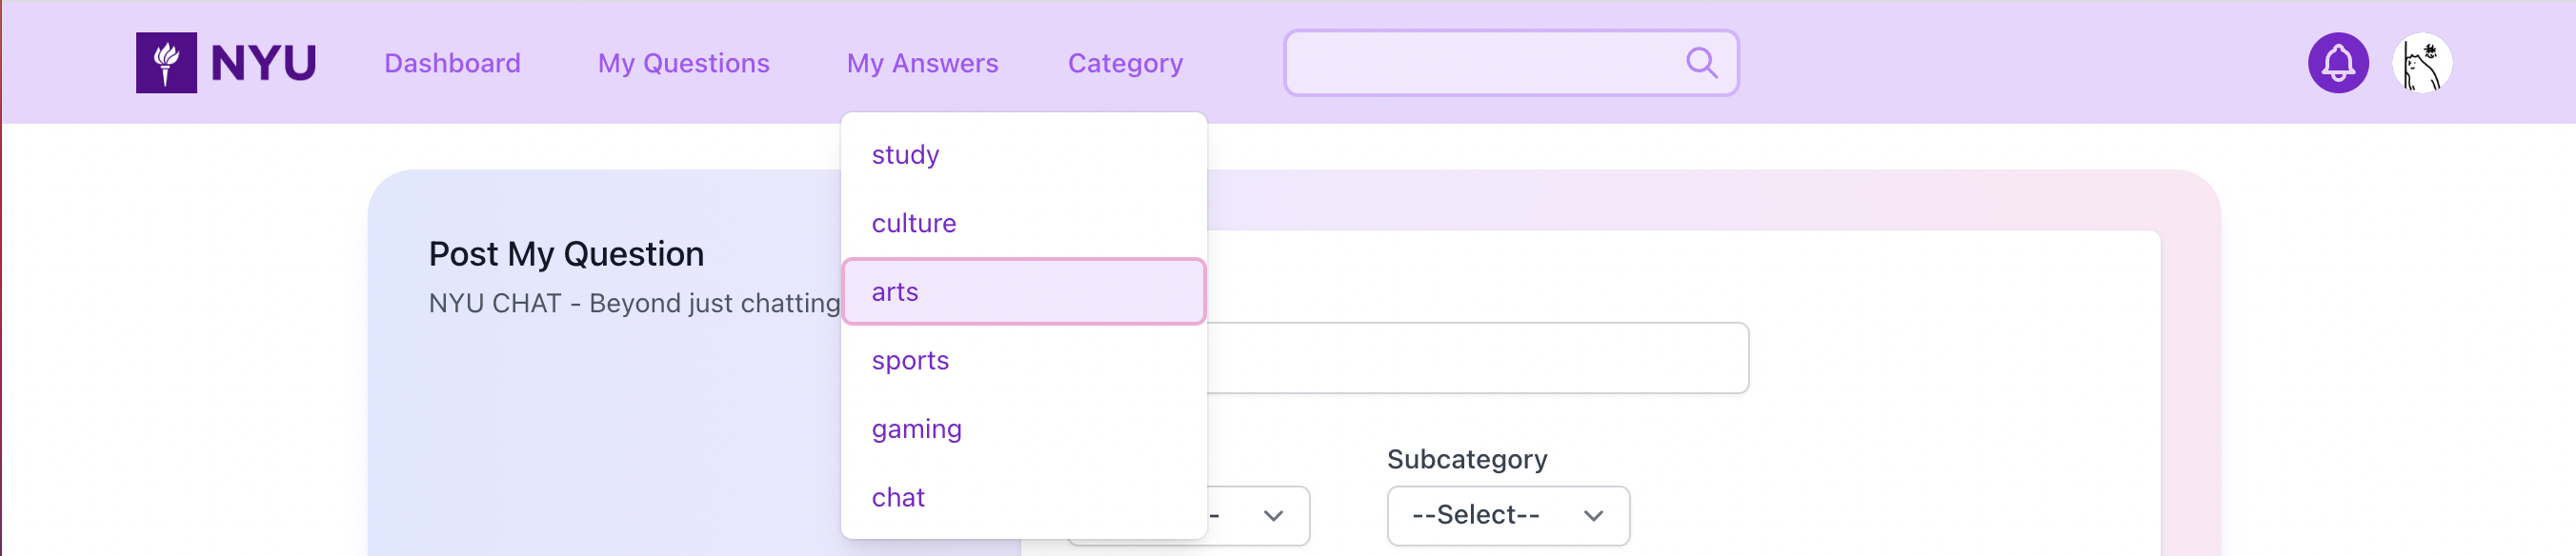 NYU Dashboard My Questions My Answers Category
study
culture
Post My Question
arts
NYU CHAT - Beyond just chatting
sports
gaming
Subcategory
chat
--Select--